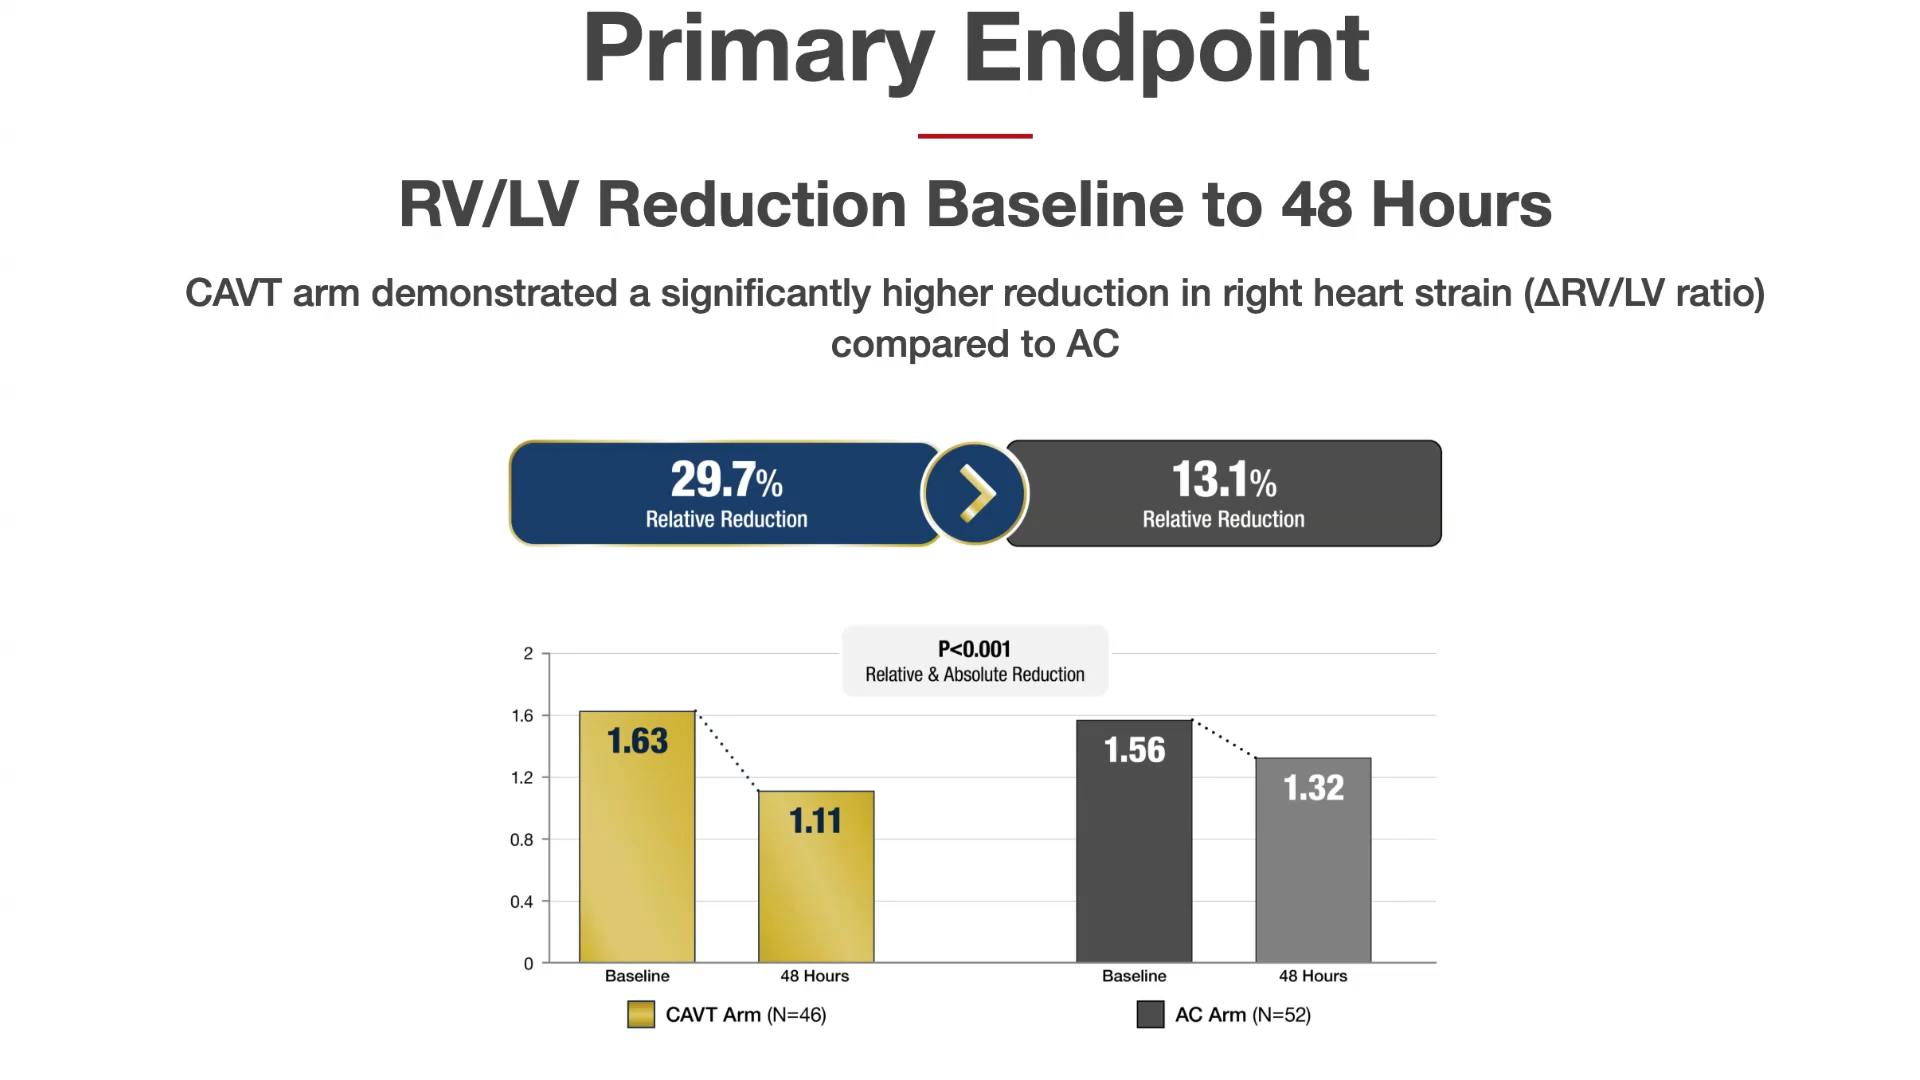 Primary Endpoint
RV/LV Reduction Baseline to 48 Hours
CAVT arm demonstrated a significantly higher reduction in right heart strain (ΔRV/LV ratio)
compared to AC
29.7%
Relative Reduction
13.1%
Relative Reduction
P<0.001
Relative & Absolute Reduction
2
1.6
1.2
0.8
0.4
0
1.63
1.11
1.56
1.32
Baseline
48 Hours
Baseline
48 Hours
CAVT Arm (N=46)
AC Arm (N=52)